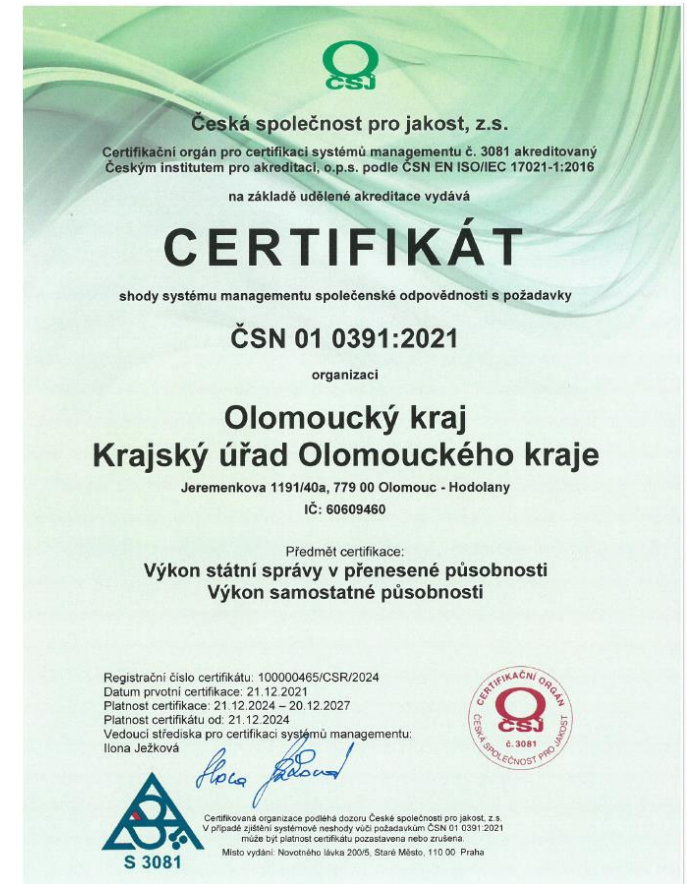 ČSJ
Česká společnost pro jakost, z.s.
Certifikační orgán pro certifikaci systémů managementu č. 3081 akreditovaný
Českým institutem pro akreditaci, o.p.s. podle ČSN EN ISO/IEC 17021-1:2016
na základě udělené akreditace vydává
CERTIFIKÁT
shody systému managementu společenské odpovědnosti s požadavky
ČSN 01 0391:2021
organizaci
Olomoucký kraj
Krajský úřad Olomouckého kraje
Jeremenkova 1191/40a, 779 00 Olomouc - Hodolany
IČ: 60609460
Předmět certifikace:
Výkon státní správy v přenesené působnosti
Výkon samostatné působnosti
Registrační číslo certifikátu: 100000465/CSR/2024
Datum prvotní certifikace: 21.12.2021
Platnost certifikace: 21.12.2024 – 20.12.2027
Platnost certifikátu od: 21.12.2024
Vedoucí střediska pro certifikaci systémů managementu:
Ilona Ježková
CERTIFIKAČNÍ ORGÁN
ČSJ
č. 3081
ČESKÁ SPOLEČNOST PRO JAKOST
S 3081
Certifikovaná organizace podléhá dozoru České společnosti pro jakost, z.s.
V případě zjištění systémové neshody vůči požadavkům ČSN 01 0391:2021
může být platnost certifikátu pozastavena nebo zrušena.
Místo vydání: Novotného lávka 200/5, Staré Město, 110 00 Praha